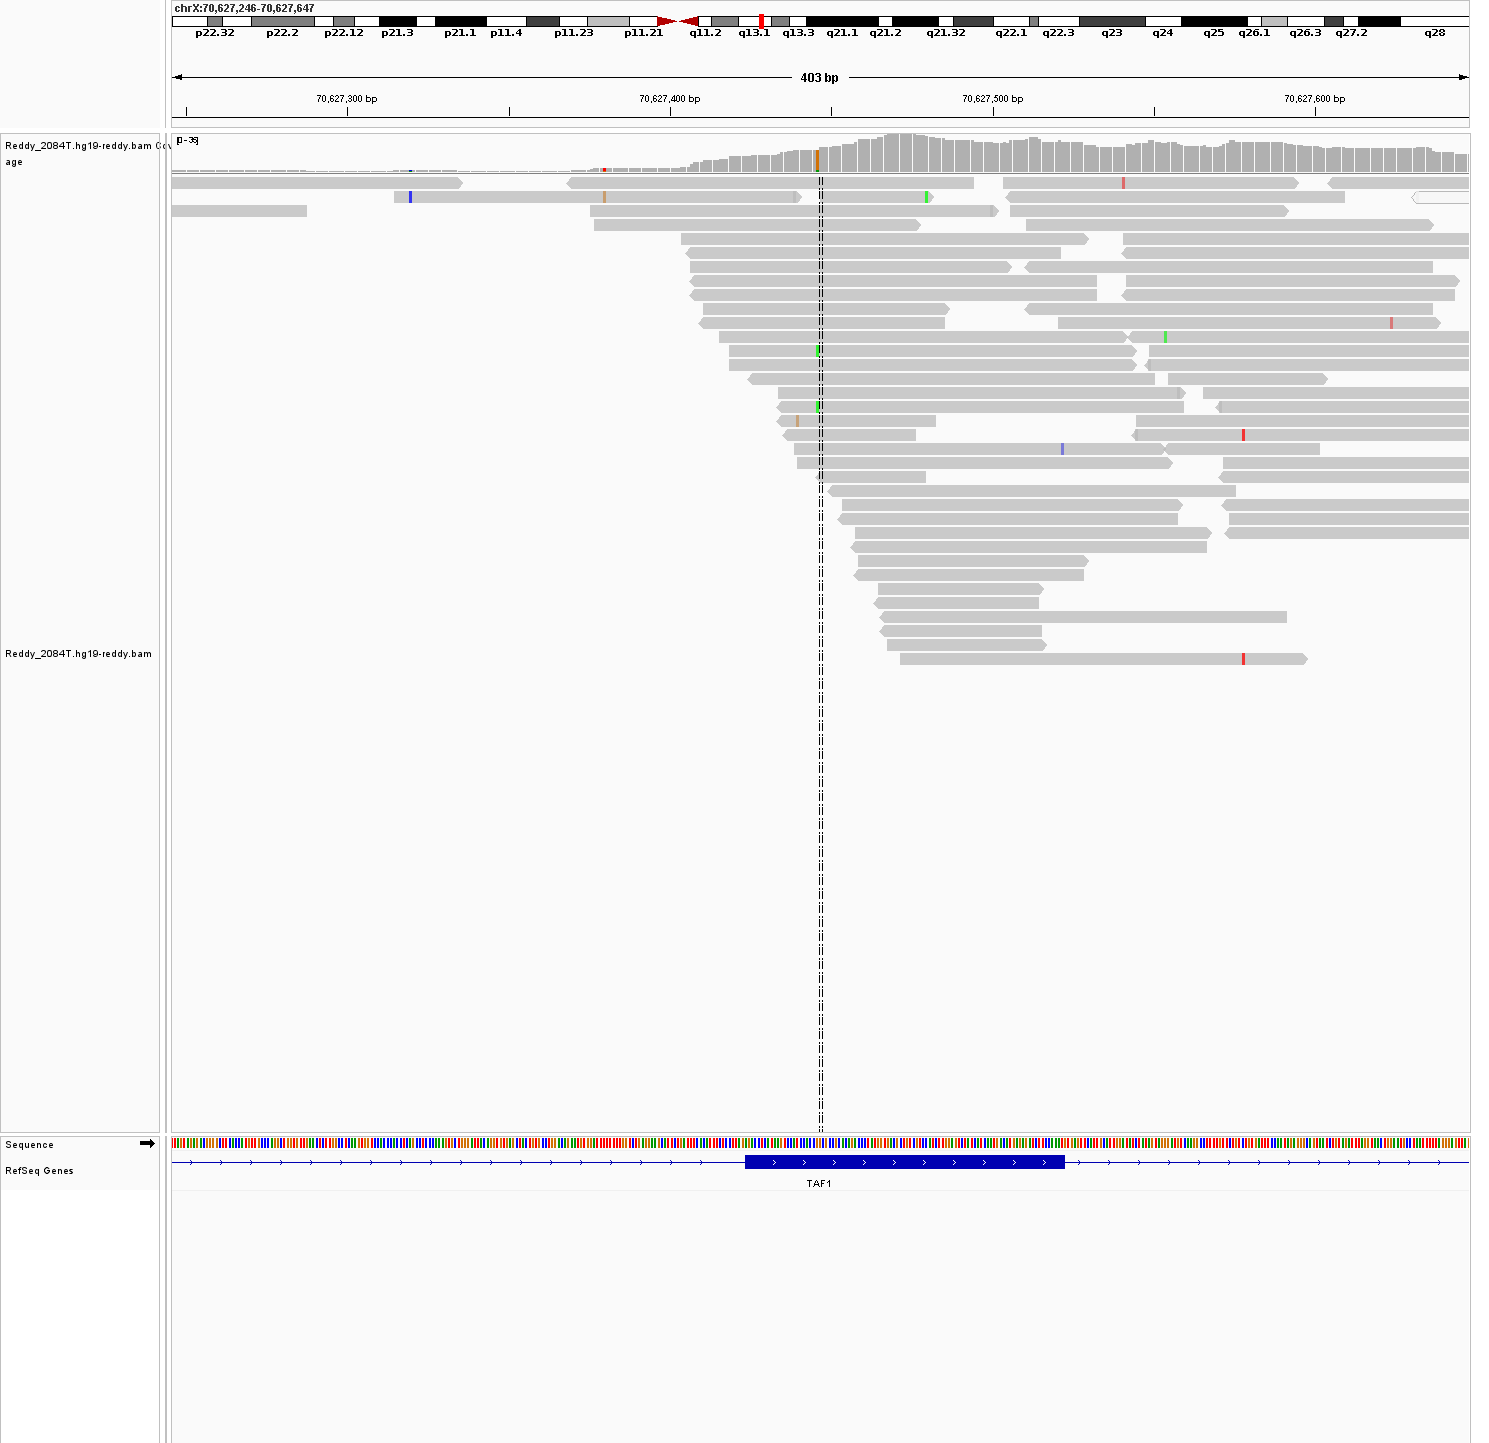 chrX:70,627,246-70,627,647
p22.32 p22.2 p22.12 p21.3 p21.1 p11.4 p11.23 p11.21 q11.2 q13.1 q13.3 q21.1 q21.2 q21.32 q22.1 q22.3 q23 q24 q25 q26.1 q26.3 q27.2 q28
403 bp
70,627,300 bp 70,627,400 bp 70,627,500 bp 70,627,600 bp
Reddy_2084T.hg19-reddy.bam Cov
age
Reddy_2084T.hg19-reddy.bam
Sequence
RefSeq Genes
TAF1